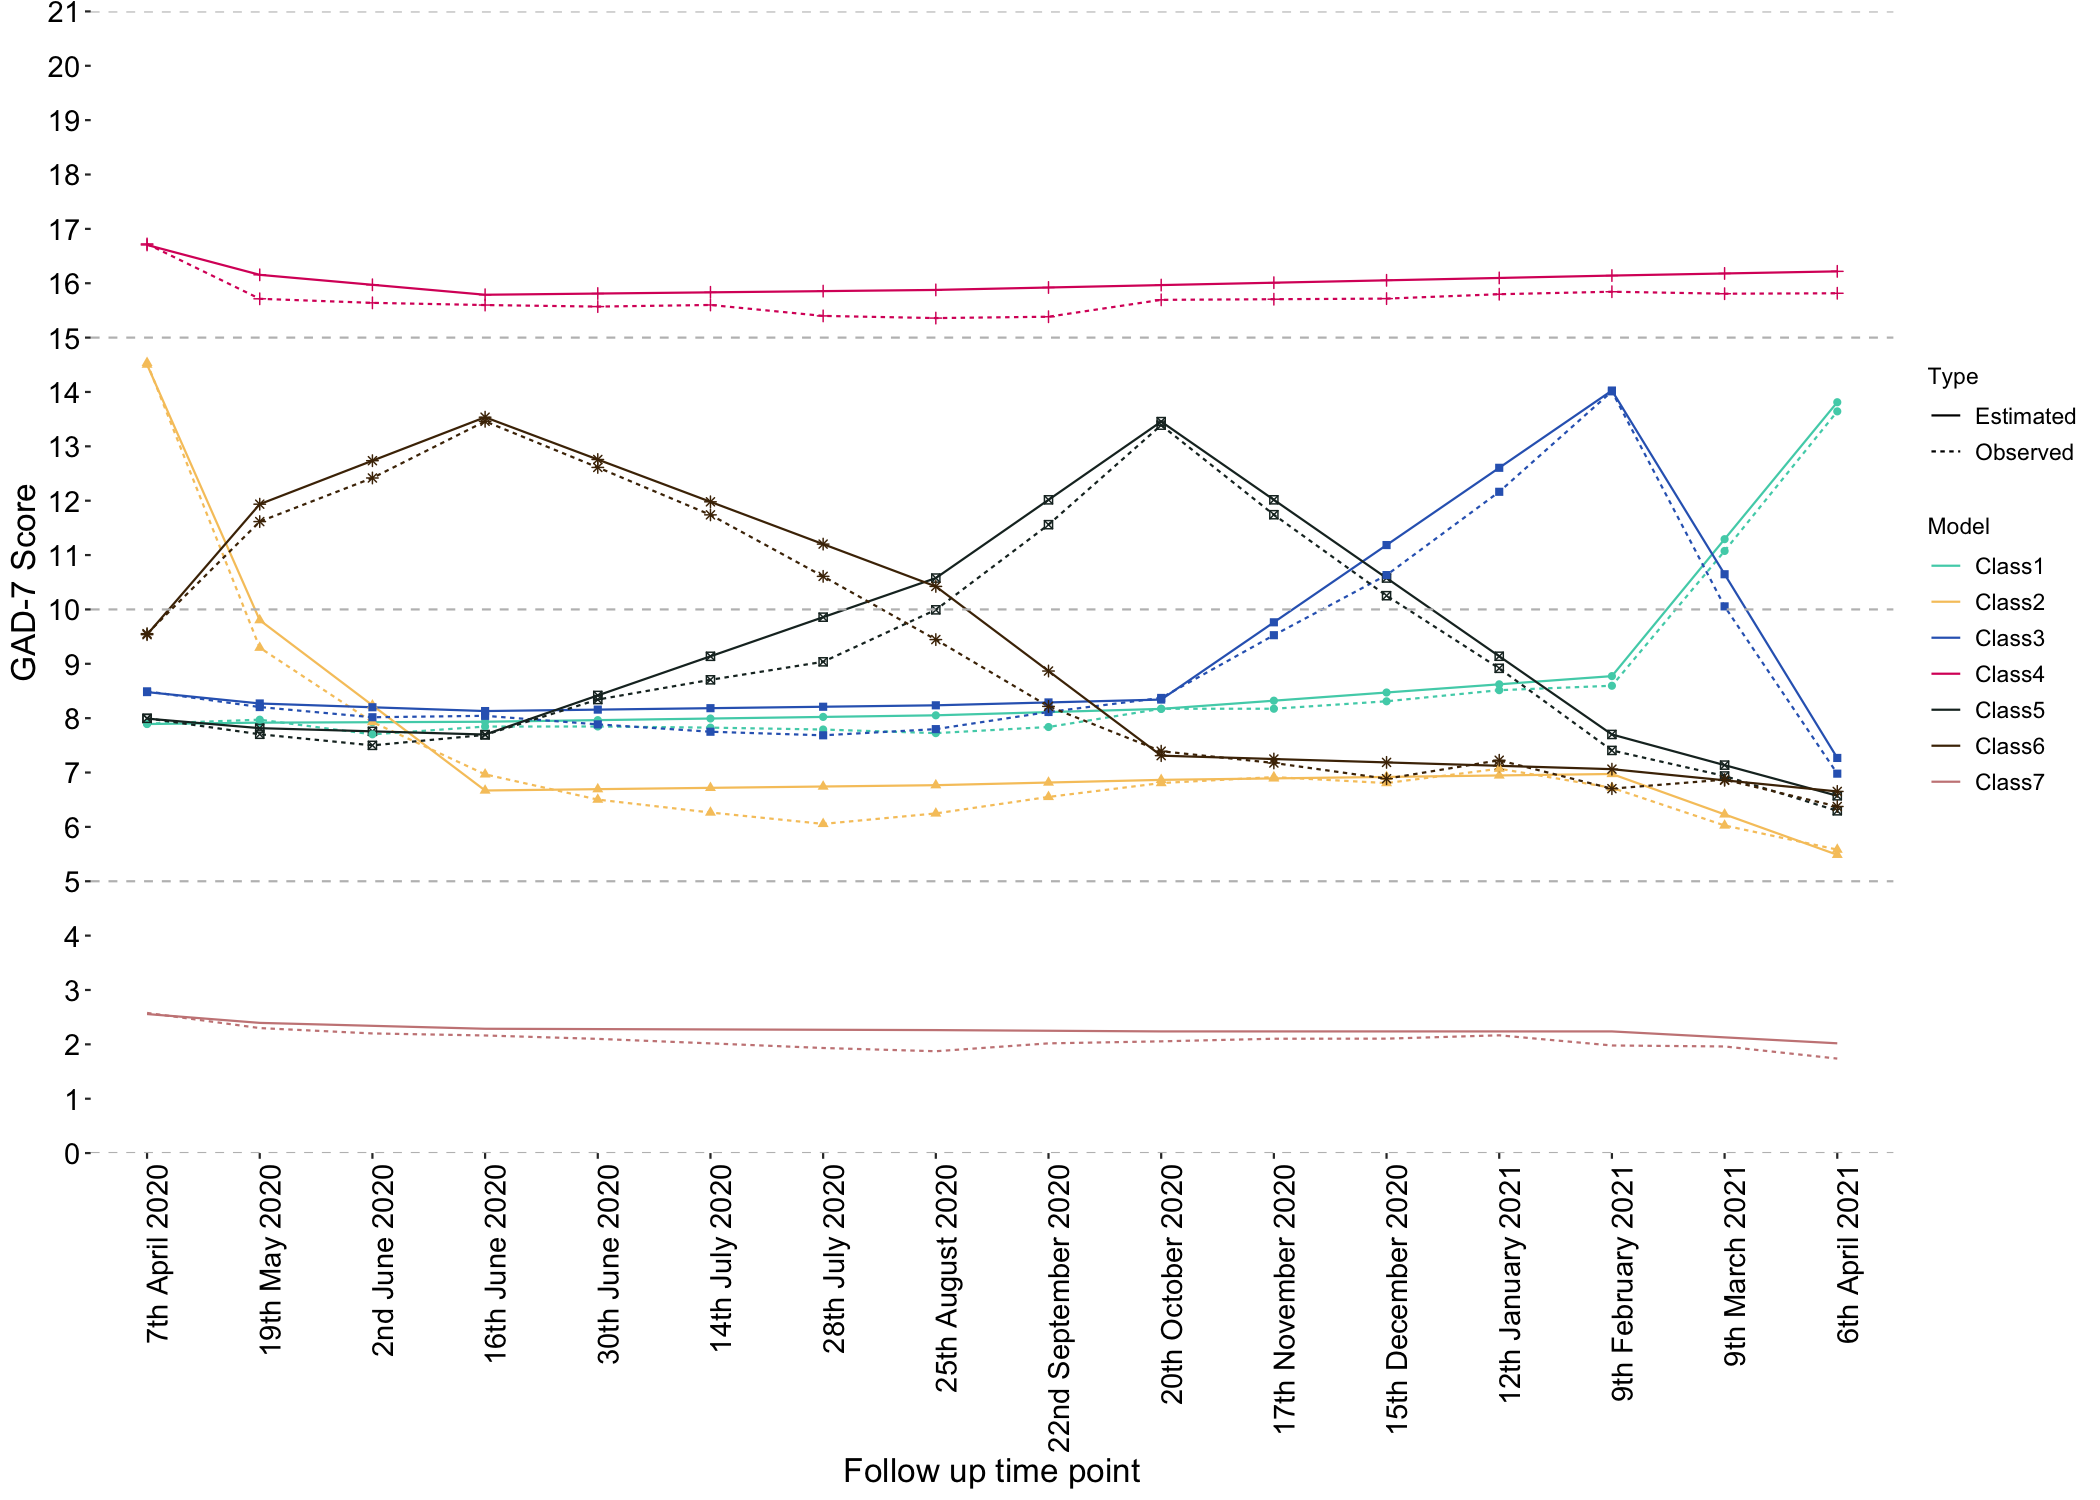 21
20
19
18
17
16
15
14
13
12
11
10
9
8
7
6
5
4
3
2
1
0
GAD-7 Score
7th April 2020
19th May 2020
2nd June 2020
16th June 2020
30th June 2020
14th July 2020
28th July 2020
25th August 2020
22nd September 2020
20th October 2020
17th November 2020
15th December 2020
12th January 2021
9th February 2021
9th March 2021
6th April 2021
Follow up time point
Type
Estimated
Observed
Model
Class1
Class2
Class3
Class4
Class5
Class6
Class7